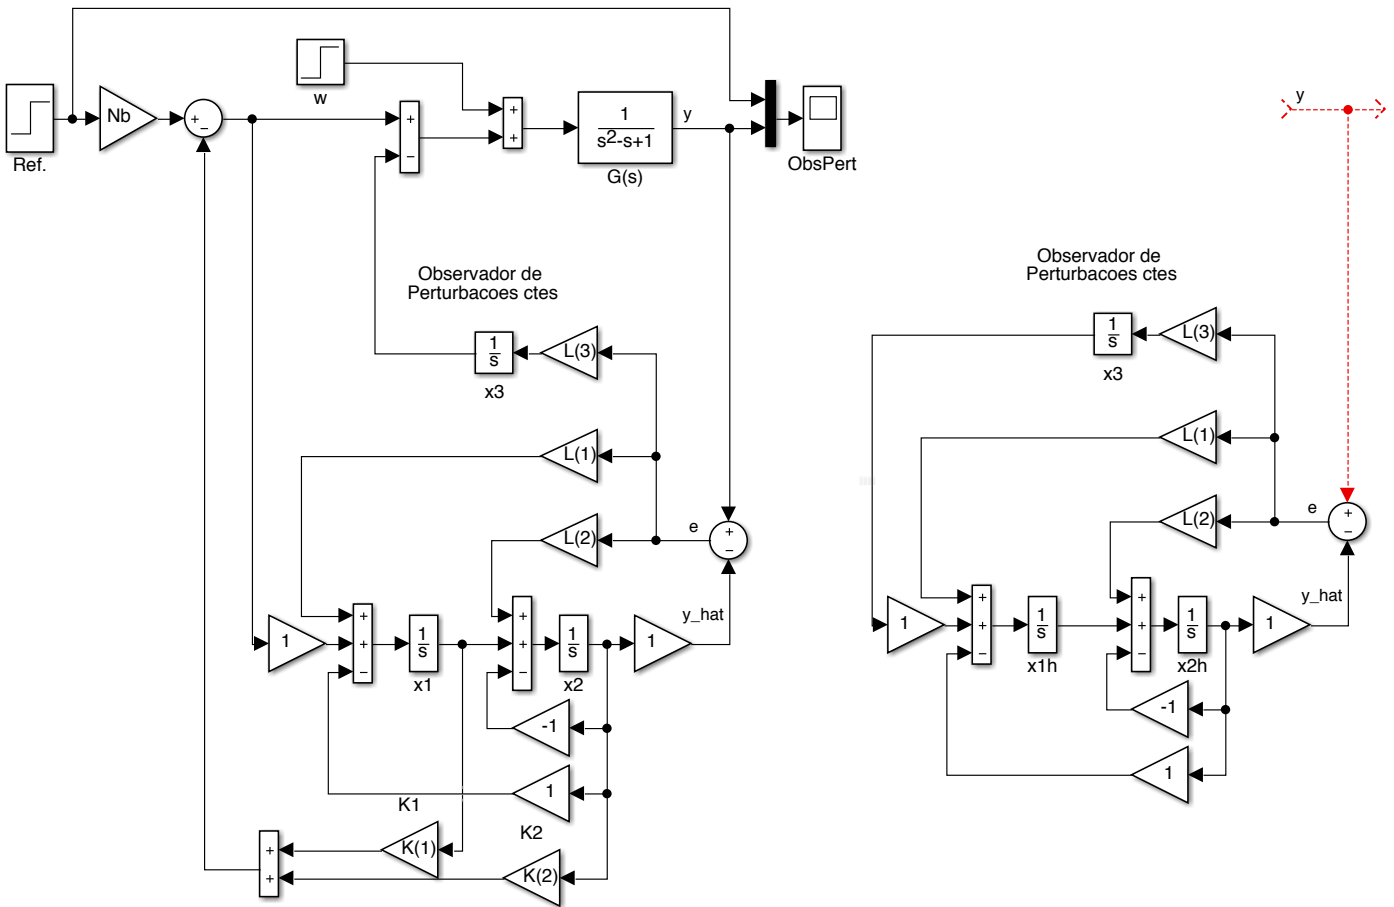 w
Ref.
Nb
+
−
+
−
+
+
1
s²-s+1
G(s)
y
ObsPert
Observador de
Perturbacoes ctes
1
s
x3
L(3)
L(1)
L(2)
e
+
−
y_hat
1
+
+
−
1
s
x1
+
+
−
1
s
x2
1
-1
1
K1
K2
K(1)
K(2)
+
+
y
Observador de
Perturbacoes ctes
1
s
x3
L(3)
L(1)
L(2)
e
+
−
y_hat
1
+
+
−
1
s
x1h
+
+
−
1
s
x2h
1
-1
1